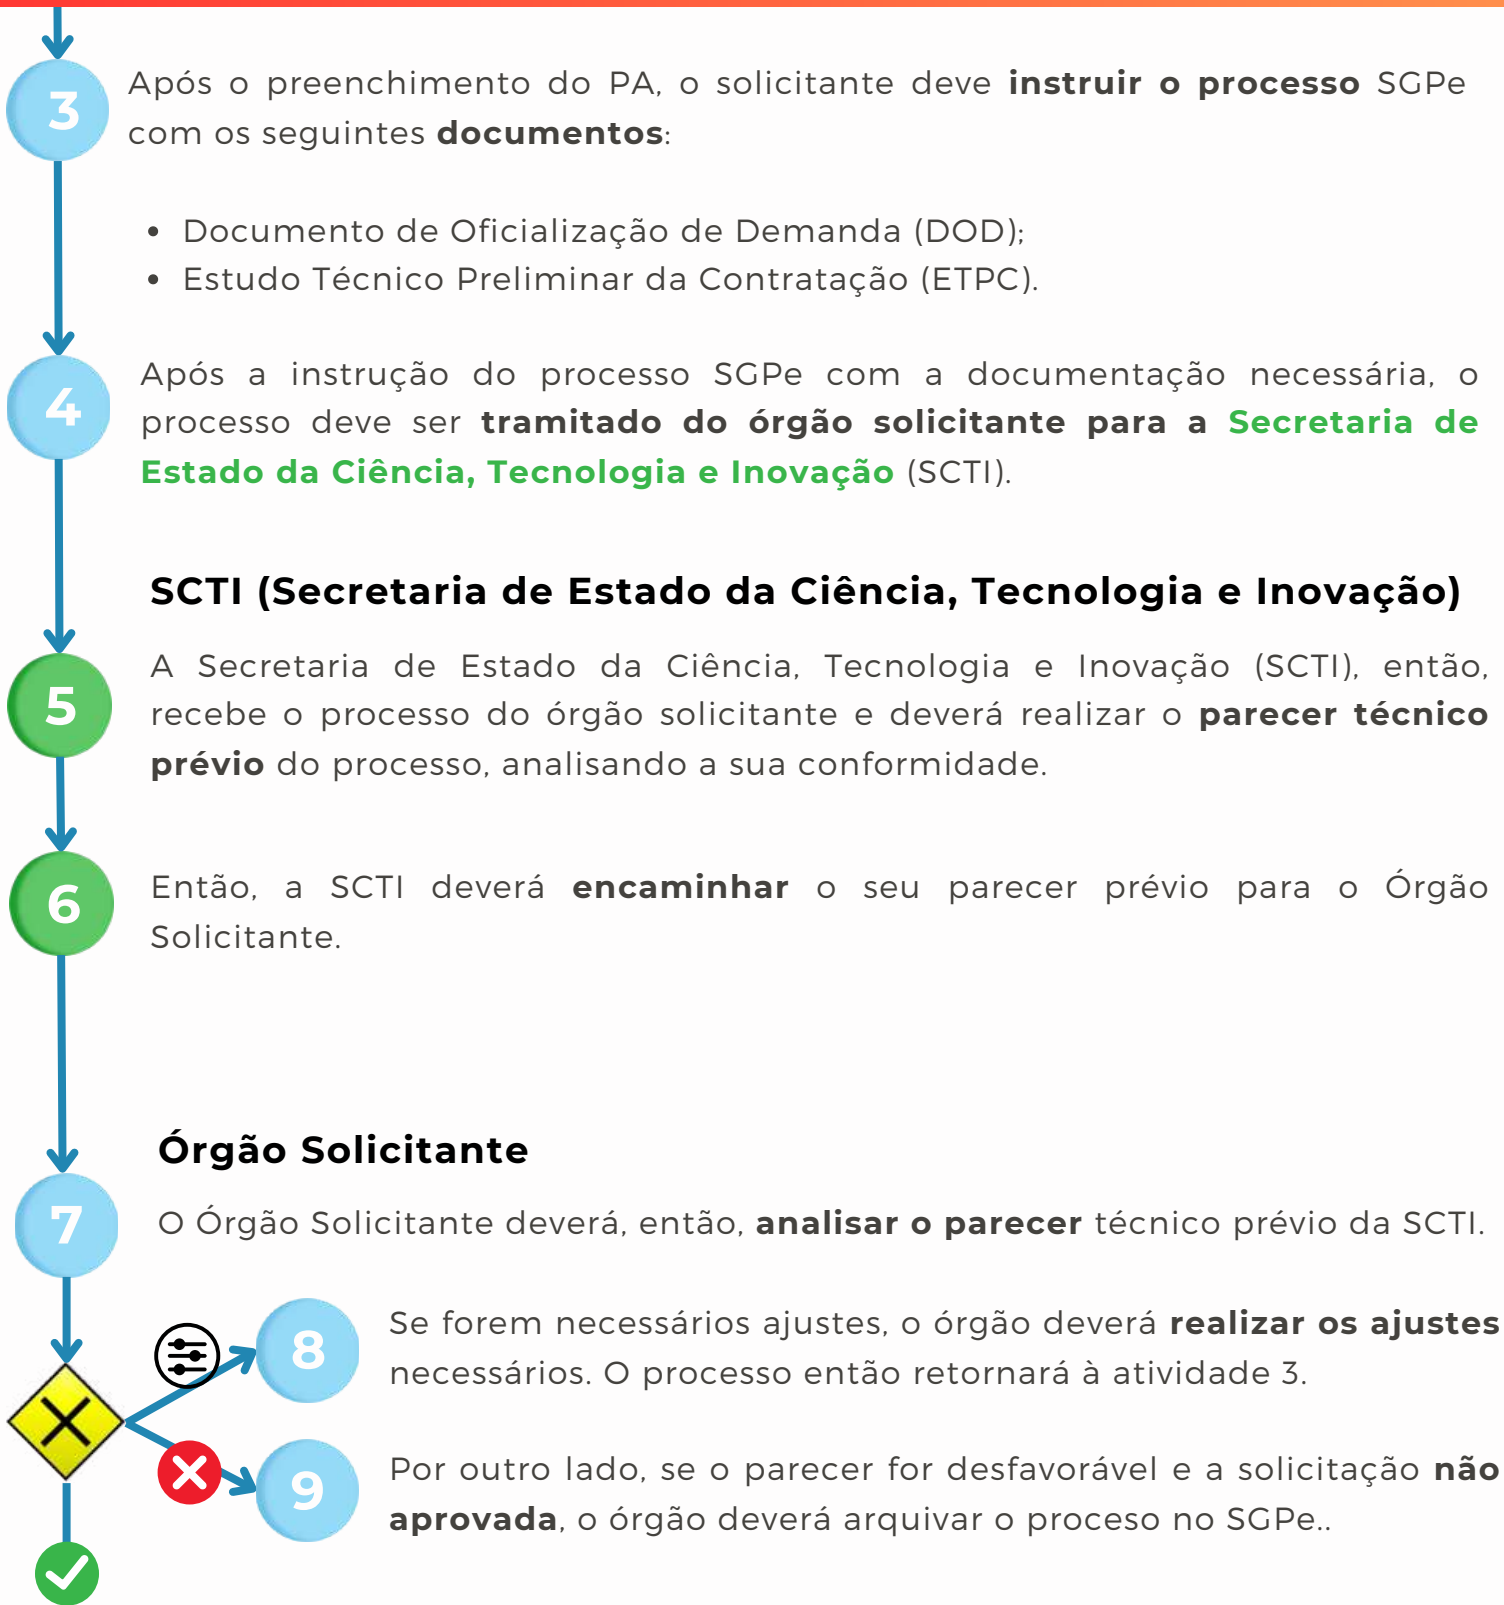 3
Após o preenchimento do PA, o solicitante deve instruir o processo SGPe
com os seguintes documentos:
• Documento de Oficialização de Demanda (DOD);
• Estudo Técnico Preliminar da Contratação (ETPC).
4
Após a instrução do processo SGPe com a documentação necessária, o
processo deve ser tramitado do órgão solicitante para a Secretaria de
Estado da Ciência, Tecnologia e Inovação (SCTI).
SCTI (Secretaria de Estado da Ciência, Tecnologia e Inovação)
5
A Secretaria de Estado da Ciência, Tecnologia e Inovação (SCTI), então,
recebe o processo do órgão solicitante e deverá realizar o parecer técnico
prévio do processo, analisando a sua conformidade.
6
Então, a SCTI deverá encaminhar o seu parecer prévio para o Órgão
Solicitante.
Órgão Solicitante
7
O Órgão Solicitante deverá, então, analisar o parecer técnico prévio da SCTI.
8
Se forem necessários ajustes, o órgão deverá realizar os ajustes
necessários. O processo então retornará à atividade 3.
9
Por outro lado, se o parecer for desfavorável e a solicitação não
aprovada, o órgão deverá arquivar o proceso no SGPe..